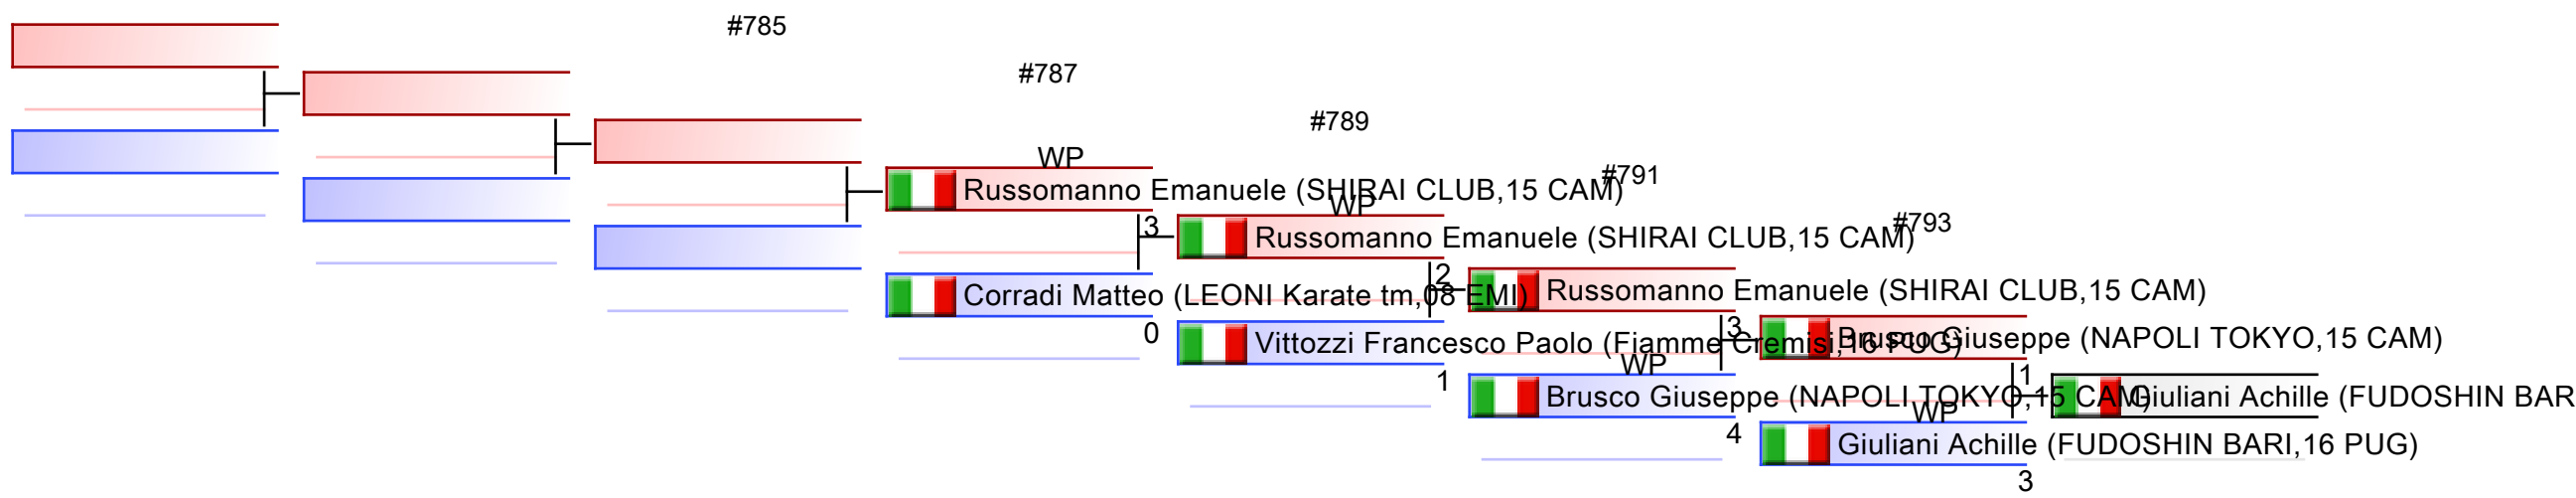 #785
#787
#789
WP
#791
Russomanno Emanuele (SHIRAI CLUB,15 CAM)
WP
#793
3
Russomanno Emanuele (SHIRAI CLUB,15 CAM)
2
Corradi Matteo (LEONI Karate tm,08 EMI)
Russomanno Emanuele (SHIRAI CLUB,15 CAM)
0
3
Vittozzi Francesco Paolo (Fiamme Cremisi,16 PUG)
Brusco Giuseppe (NAPOLI TOKYO,15 CAM)
WP
1
1
Brusco Giuseppe (NAPOLI TOKYO,15 CAM)
Giuliani Achille (FUDOSHIN BAR
WP
4
Giuliani Achille (FUDOSHIN BARI,16 PUG)
3